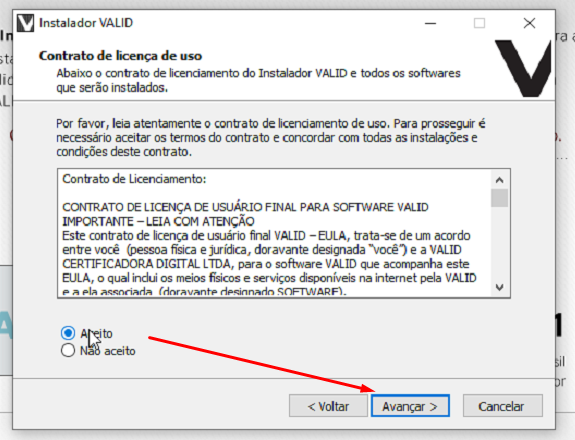 Instalador VALID
Contrato de licença de uso
Abaixo o contrato de licenciamento do Instalador VALID e todos os softwares
que serão instalados.
Por favor, leia atentamente o contrato de licenciamento de uso. Para prosseguir é
necessário aceitar os termos do contrato e concordar com todas as instalações e
condições deste contrato.
Contrato de Licenciamento:
CONTRATO DE LICENÇA DE USUÁRIO FINAL PARA SOFTWARE VALID
IMPORTANTE – LEIA COM ATENÇÃO
Este contrato de licença de usuário final VALID – EULA, trata-se de um acordo
entre você (pessoa física e jurídica, doravante designada "você") e a VALID
CERTIFICADORA DIGITAL LTDA, para o software VALID que acompanha este
EULA, o qual inclui os meios físicos e serviços disponíveis na internet pela VALID
e a ela associada (doravante designado SOFTWARE).
Aceito
Não aceito
< Voltar
Avançar >
Cancelar